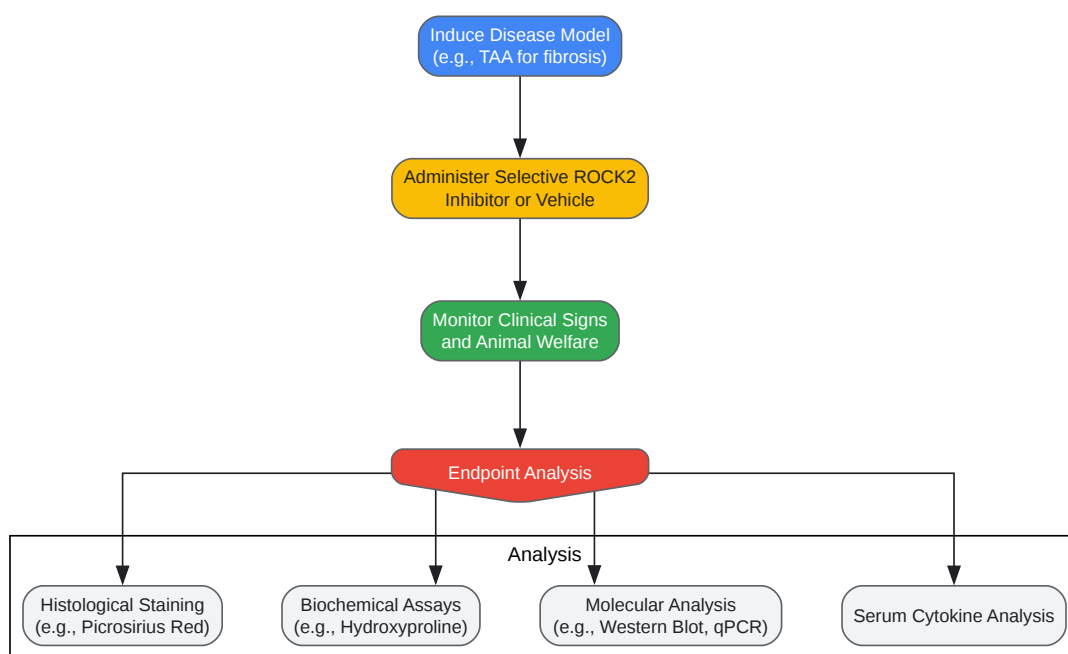 Induce Disease Model
(e.g., TAA for fibrosis)
Administer Selective ROCK2
Inhibitor or Vehicle
Monitor Clinical Signs
and Animal Welfare
Endpoint Analysis
Analysis
Histological Staining
(e.g., Picrosirius Red)
Biochemical Assays
(e.g., Hydroxyproline)
Molecular Analysis
(e.g., Western Blot, qPCR)
Serum Cytokine Analysis